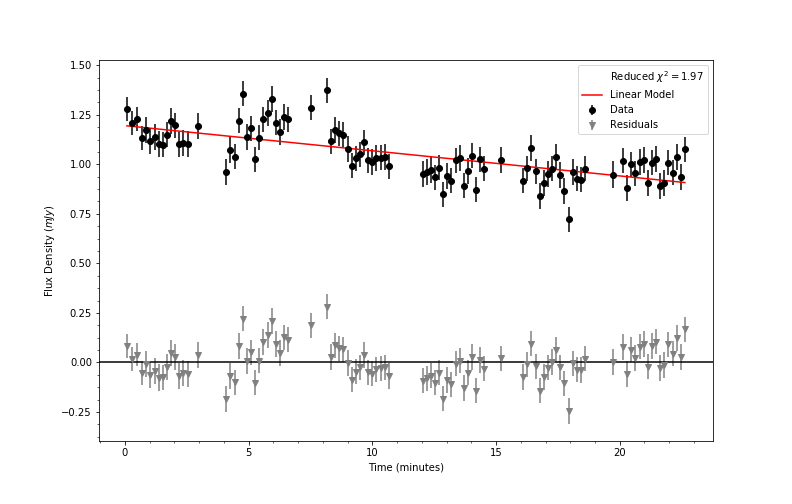 Reduced χ² = 1.97
Linear Model
Data
Residuals
1.50
1.25
1.00
0.75
0.50
0.25
0.00
−0.25
Flux Density (mJy)
0 5 10 15 20
Time (minutes)